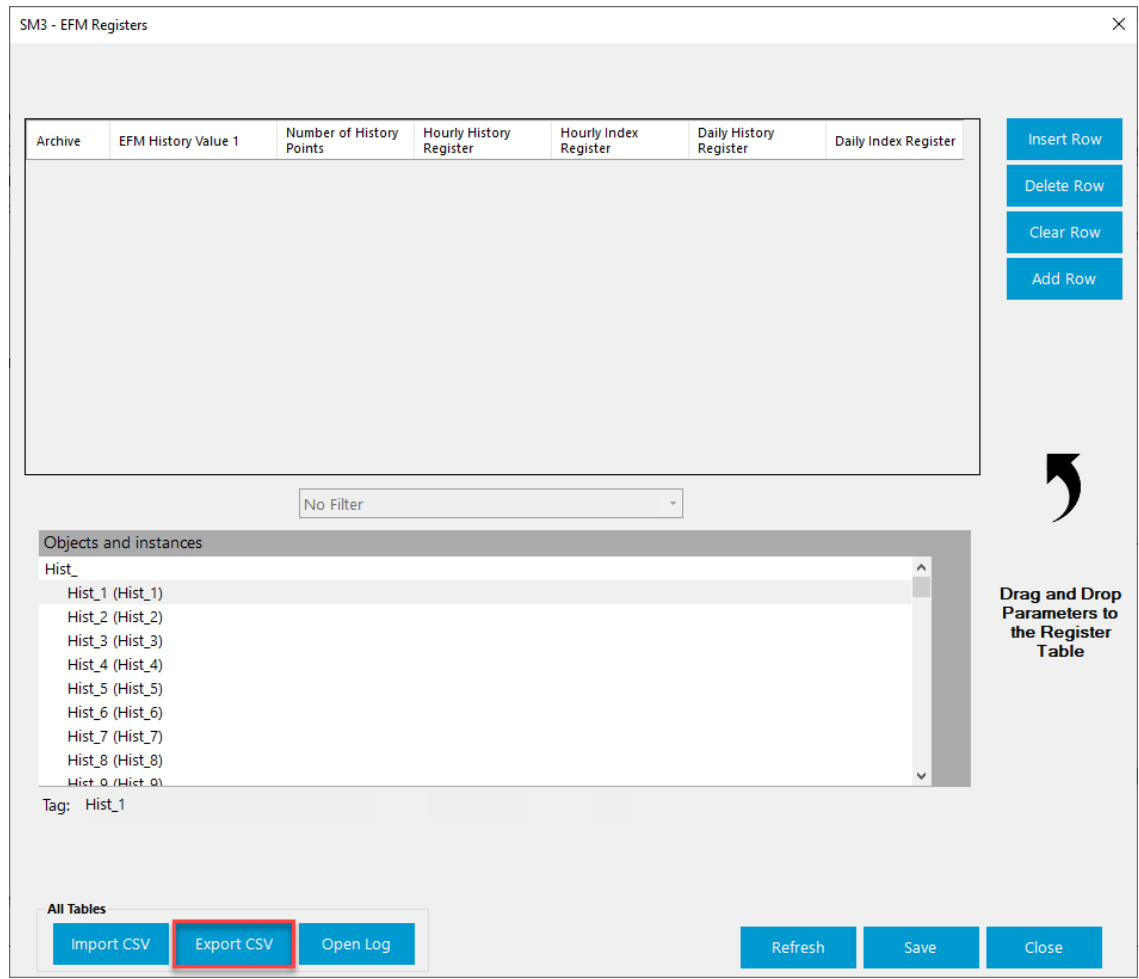 SM3 - EFM Registers
Archive
EFM History Value 1
Number of History
Points
Hourly History
Register
Hourly Index
Register
Daily History
Register
Daily Index Register
Insert Row
Delete Row
Clear Row
Add Row
No Filter
Objects and instances
Hist_
Hist_1 (Hist_1)
Hist_2 (Hist_2)
Hist_3 (Hist_3)
Hist_4 (Hist_4)
Hist_5 (Hist_5)
Hist_6 (Hist_6)
Hist_7 (Hist_7)
Hist_8 (Hist_8)
Hist_9 (Hist_9)
Drag and Drop
Parameters to
the Register
Table
Tag: Hist_1
All Tables
Import CSV
Export CSV
Open Log
Refresh
Save
Close